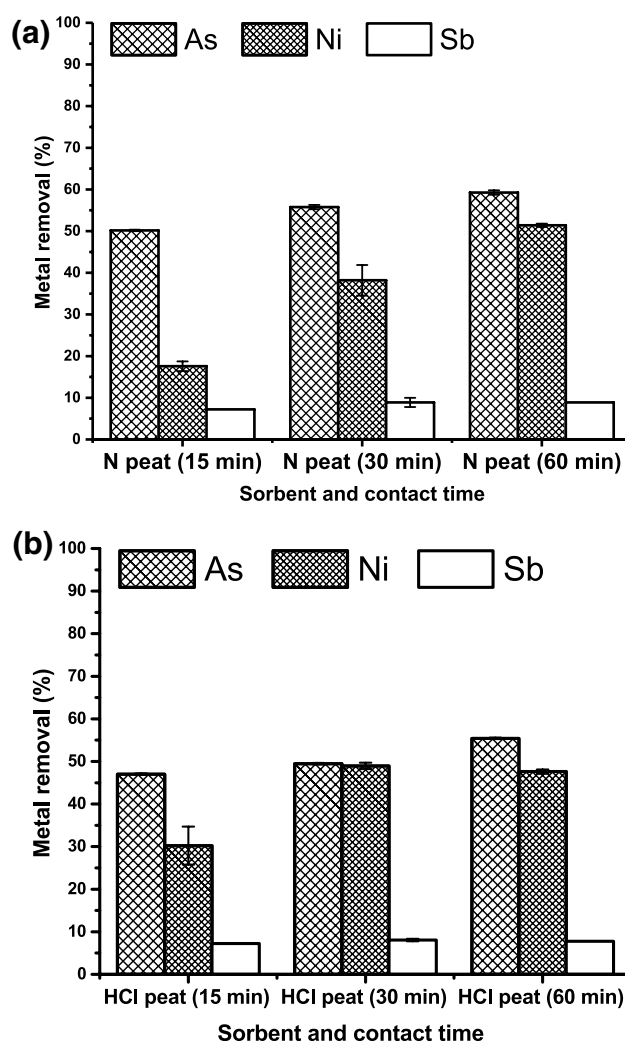 (a)
100
90
80
70
60
50
40
30
20
10
0
Metal removal (%)
As Ni Sb
N peat (15 min) N peat (30 min) N peat (60 min)
Sorbent and contact time
(b)
100
90
80
70
60
50
40
30
20
10
0
Metal removal (%)
As Ni Sb
HCl peat (15 min) HCl peat (30 min) HCl peat (60 min)
Sorbent and contact time